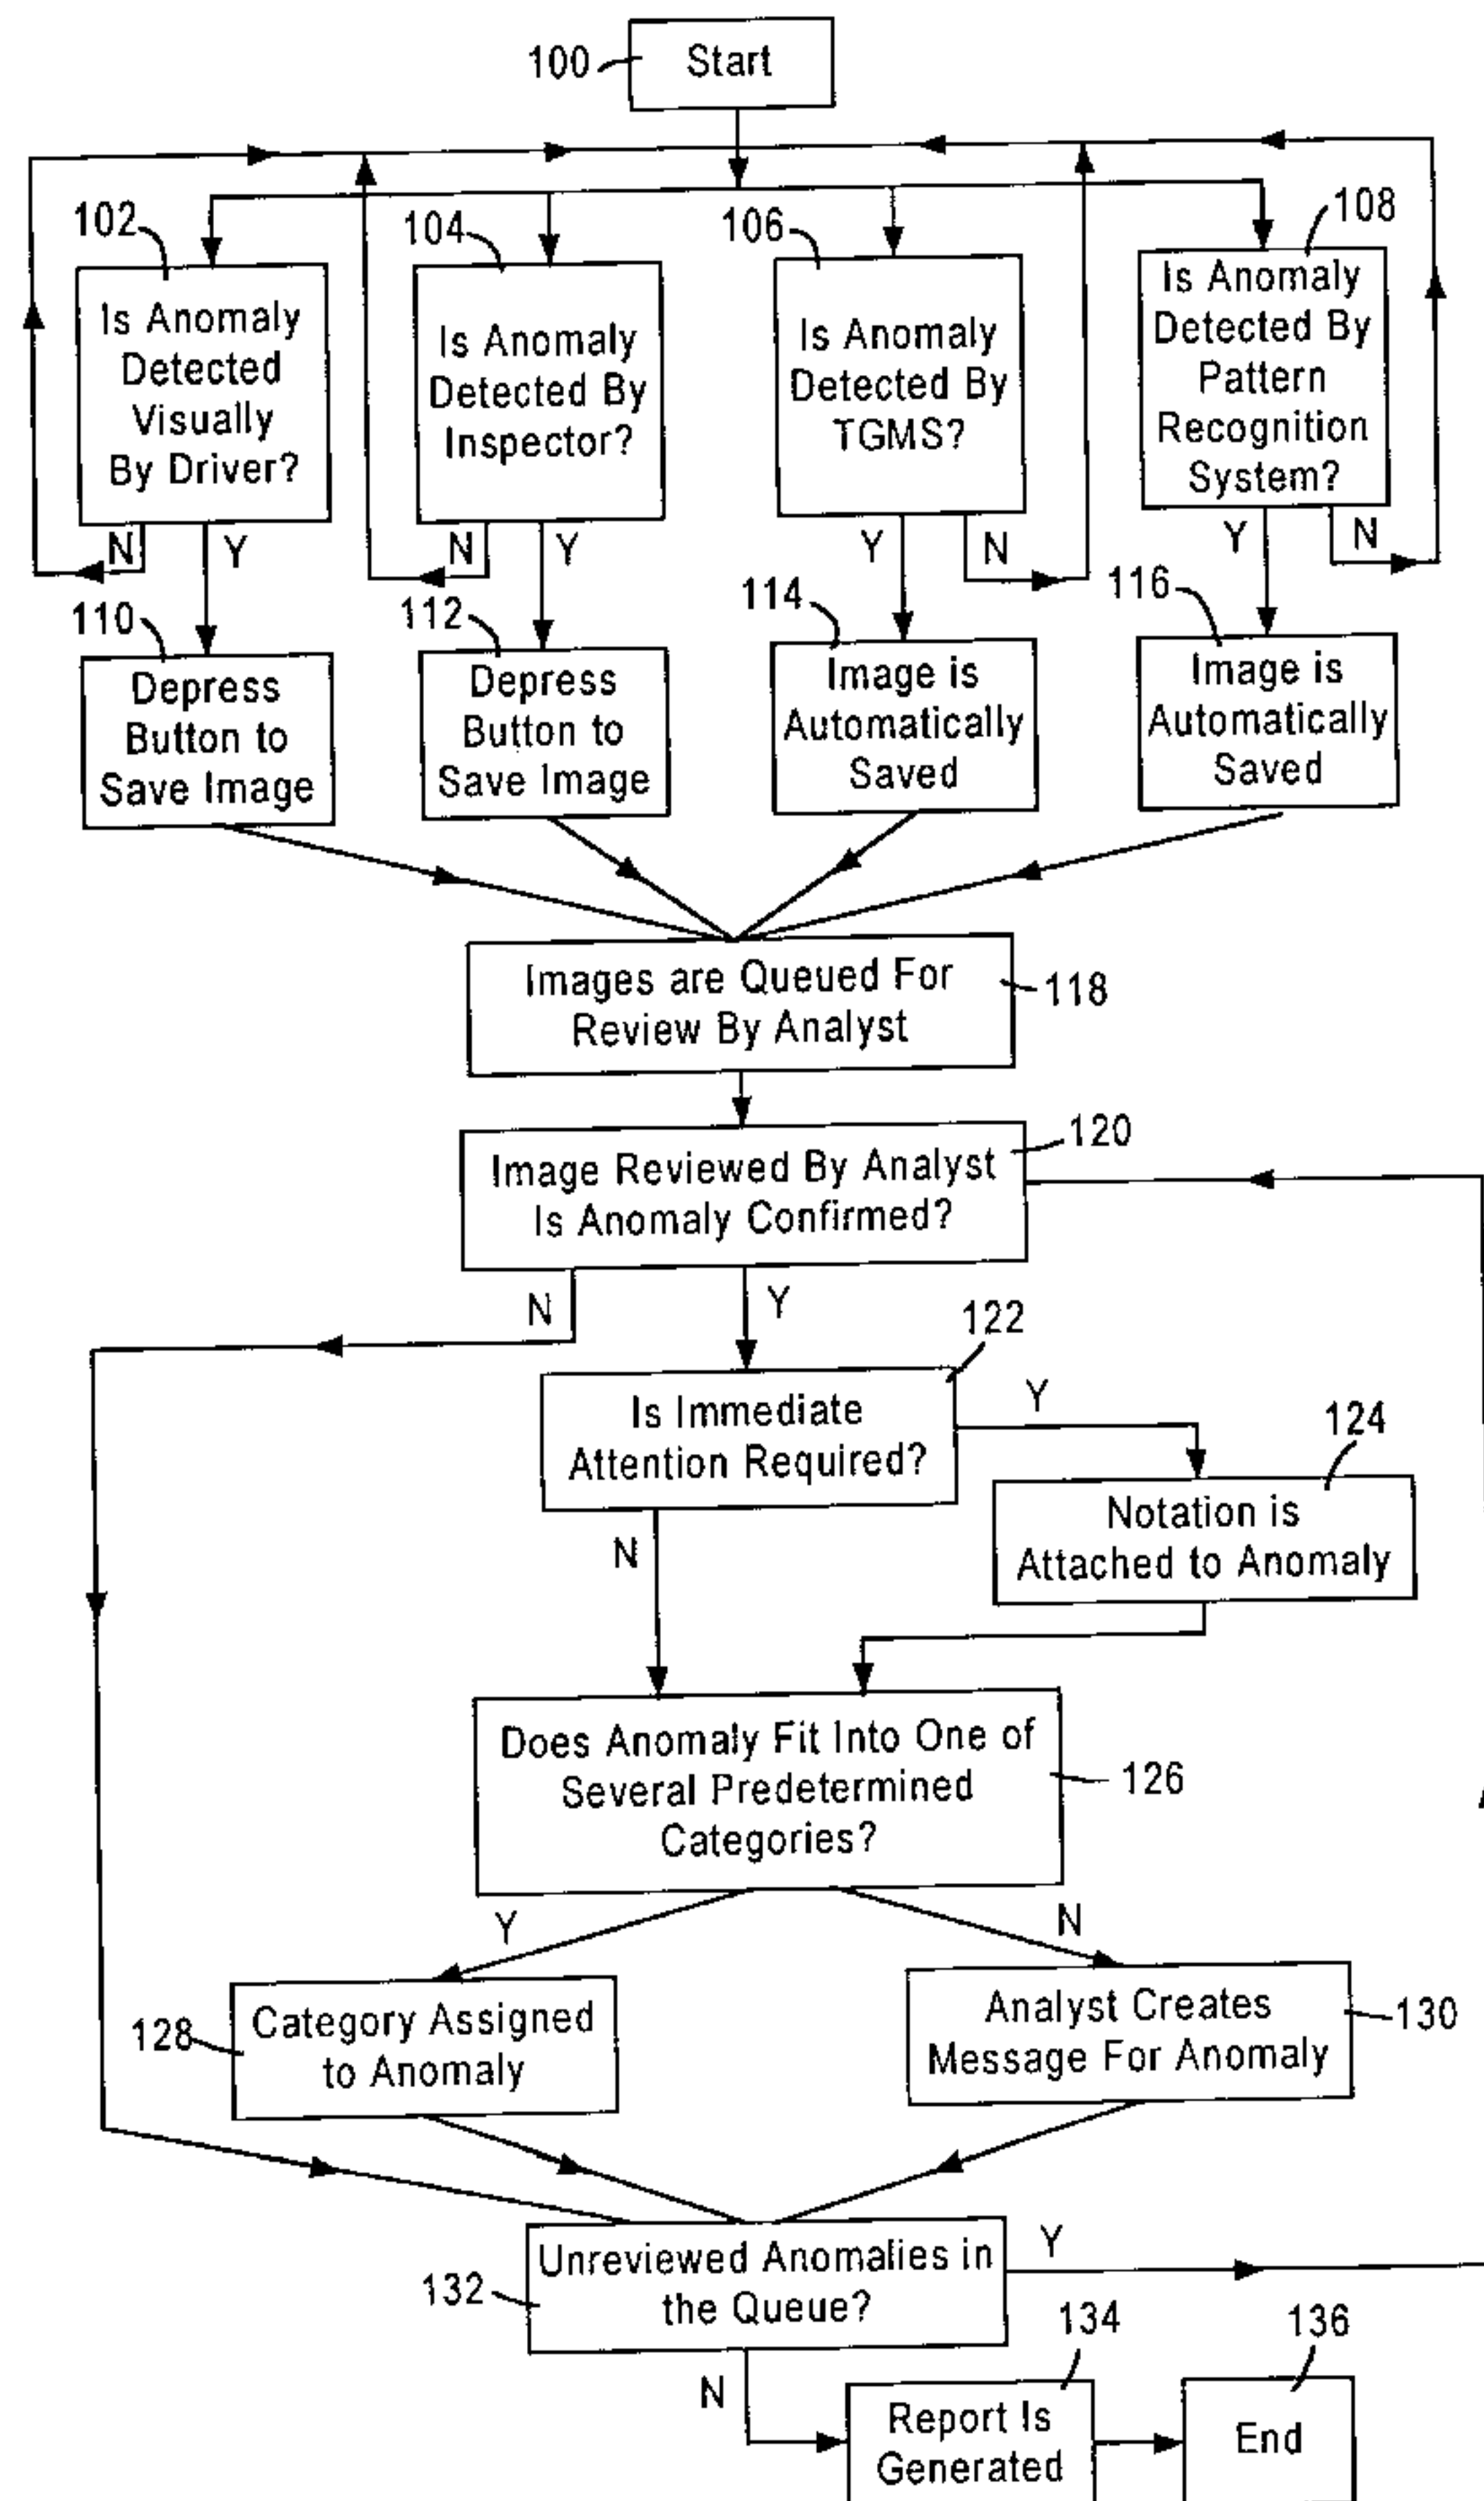 100
Start
102
104
106
108
Is Anomaly
Detected
Visually
By Driver?
Is Anomaly
Detected By
Inspector?
Is Anomaly
Detected By
TGMS?
Is Anomaly
Detected By
Pattern
Recognition
System?
N
Y
N
Y
Y
N
Y
N
110
112
114
116
Depress
Button to
Save Image
Depress
Button to
Save Image
Image is
Automatically
Saved
Image is
Automatically
Saved
Images are Queued For
Review By Analyst
118
120
Image Reviewed By Analyst
Is Anomaly Confirmed?
N
Y
122
Is Immediate
Attention Required?
Y
124
Notation is
Attached to Anomaly
N
Does Anomaly Fit Into One of
Several Predetermined
Categories?
126
Y
N
128
Category Assigned
to Anomaly
Analyst Creates
Message For Anomaly
130
132
Unreviewed Anomalies in
the Queue?
Y
N
134
136
Report Is
Generated
End